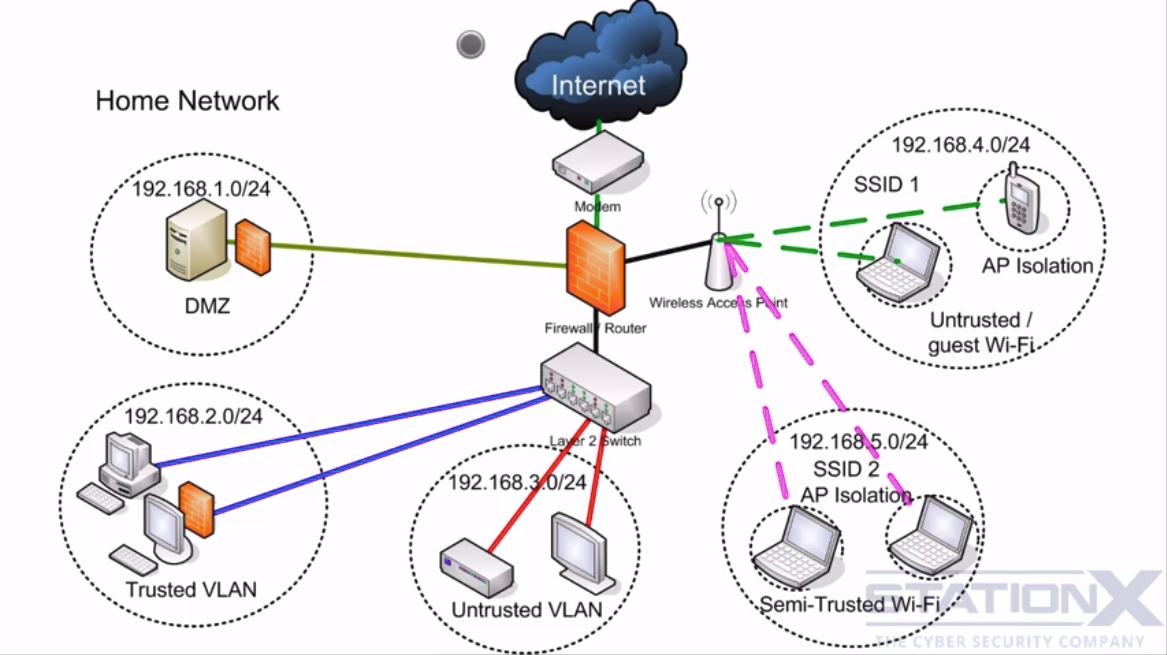 Internet
Home Network
192.168.4.0/24
192.168.1.0/24
SSID 1
Modem
AP Isolation
DMZ
Wireless Access Point
Firewall / Router
Untrusted /
guest Wi-Fi
192.168.2.0/24
Layer 2 Switch
192.168.5.0/24
SSID 2
AP Isolation
192.168.3.0/24
Trusted VLAN
Untrusted VLAN
Semi-Trusted Wi-Fi
STATIONX
THE CYBER SECURITY COMPANY